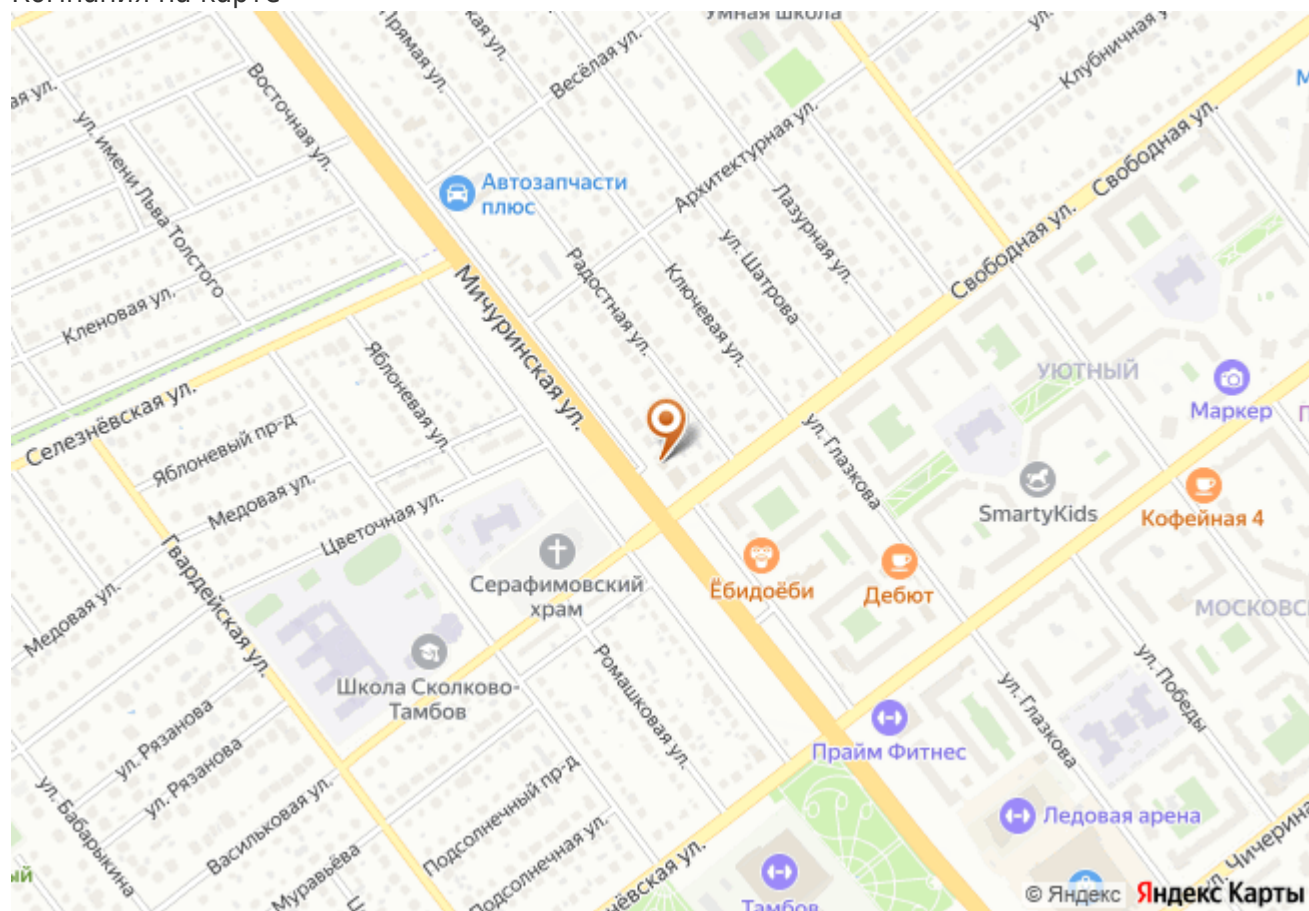 Компания на карте
Умная школа
Прямая ул.
Весёлая ул.
Клубничная
Восточная ул.
ул. имени Льва Толстого
Архитектурная ул.
Свободная ул.
Свободная ул.
Автозапчасти
плюс
Лазурная ул.
ул. Шатрова
Ключевая ул.
Радостная ул.
Мичуринская ул.
Кленовая ул.
Яблоневая ул.
УЮТНЫЙ
Маркер
Селезнёвская ул.
Яблоневый пр-д
Медовая ул.
Цветочная ул.
ул. Глазкова
SmartyKids
Кофейная 4
Серафимовский
храм
Ёбидоёби
Дебют
Медовая ул.
Гвардейская ул.
МОСКОВС
Школа Сколково-
Тамбов
Ромашковая ул.
ул. Победы
ул. Глазкова
ул. Рязанова
ул. Рязанова
Прайм Фитнес
Ледовая арена
ул. Бабарыкина
Васильковая ул.
Подсолнечный пр-д
Подсолнечная ул.
Муравьёва
нёвская ул.
Чичерина
Тамбов
© Яндекс Яндекс Карты